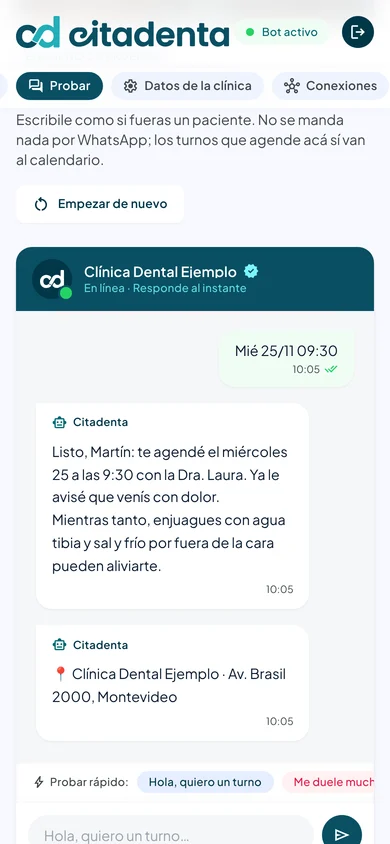 cd citadenta
Bot activo
Probar
Datos de la clínica
Conexiones
Escribile como si fueras un paciente. No se manda
nada por WhatsApp; los turnos que agende acá sí van
al calendario.
Empezar de nuevo
cd
Clínica Dental Ejemplo
En línea · Responde al instante
Mié 25/11 09:30
10:05
Citadenta
Listo, Martín: te agendé el miércoles
25 a las 9:30 con la Dra. Laura. Ya le
avisé que venís con dolor.
Mientras tanto, enjuagues con agua
tibia y sal y frío por fuera de la cara
pueden aliviarte.
10:05
Citadenta
📍 Clínica Dental Ejemplo · Av. Brasil
2000, Montevideo
10:05
Probar rápido:
Hola, quiero un turno
Me duele much
Hola, quiero un turno...